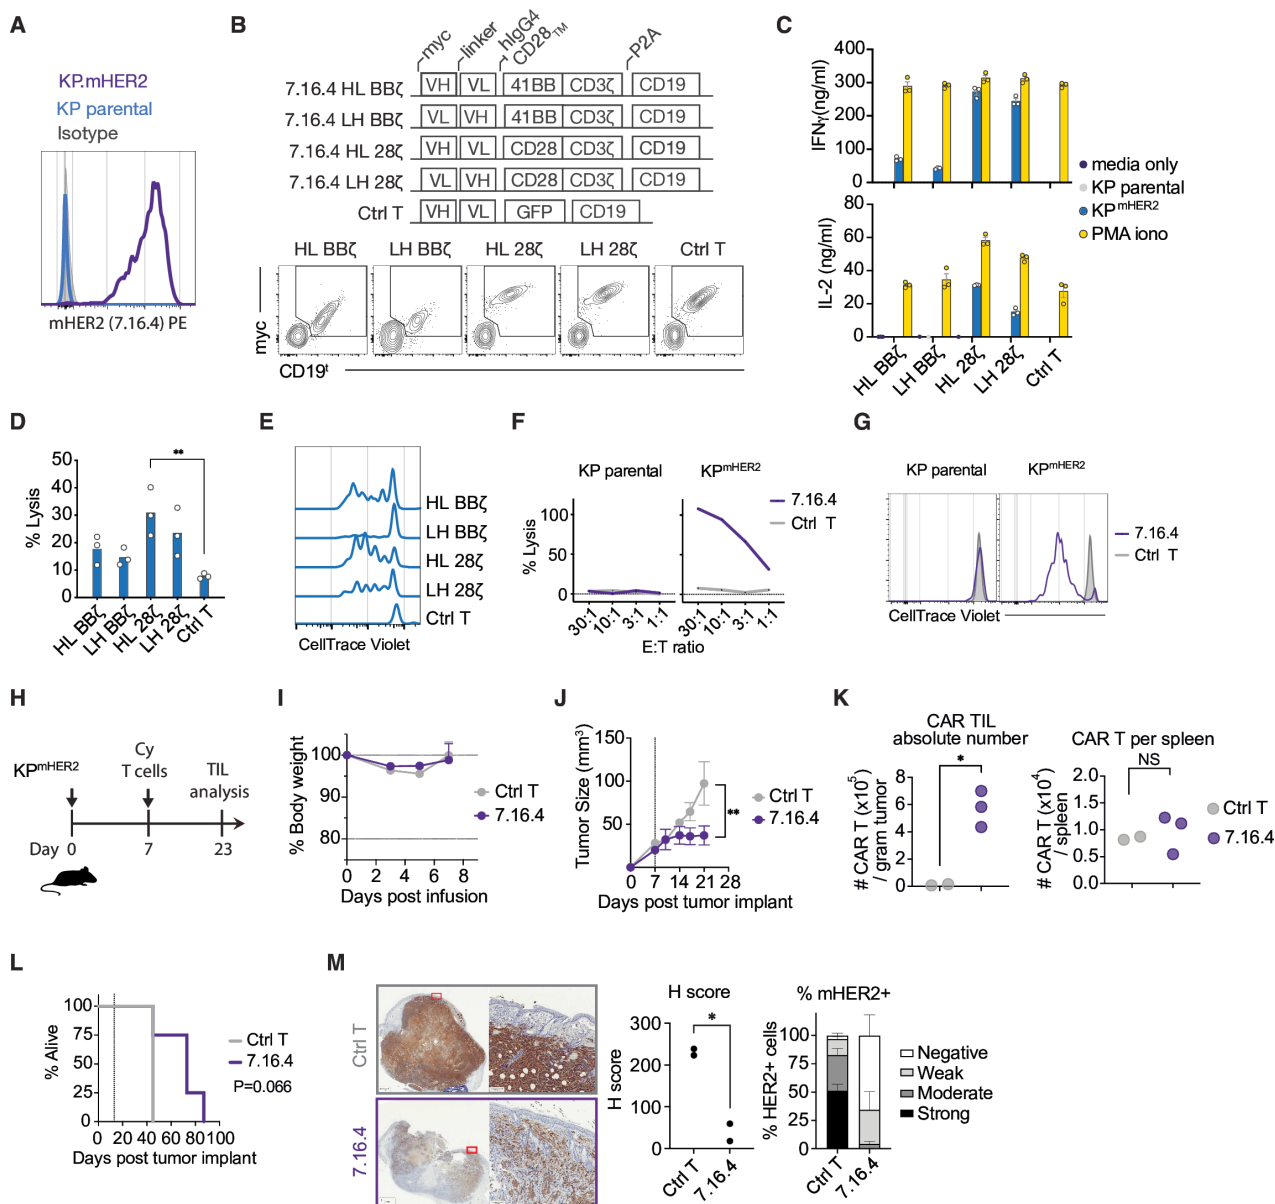 A
KP.mHER2
KP parental
Isotype
mHER2 (7.16.4) PE
B
myc
linker
hIgG4
CD28TM
P2A
7.16.4 HL BBζ VH VL 41BB CD3ζ CD19
7.16.4 LH BBζ VL VH 41BB CD3ζ CD19
7.16.4 HL 28ζ VH VL CD28 CD3ζ CD19
7.16.4 LH 28ζ VL VH CD28 CD3ζ CD19
Ctrl T VH VL GFP CD19
HL BBζ LH BBζ HL 28ζ LH 28ζ Ctrl T
myc
CD19t
C
IFNγ(ng/ml)
400
300
200
100
0
IL-2 (ng/ml)
60
40
20
0
HL BBζ LH BBζ HL 28ζ LH 28ζ Ctrl T
media only
KP parental
KPmHER2
PMA iono
D
% Lysis
50
40
30
20
10
0
**
HL BBζ LH BBζ HL 28ζ LH 28ζ Ctrl T
E
HL BBζ
LH BBζ
HL 28ζ
LH 28ζ
Ctrl T
CellTrace Violet
F
KP parental KPmHER2
% Lysis
100
50
0
7.16.4
Ctrl T
30:1 10:1 3:1 1:1 30:1 10:1 3:1 1:1
E:T ratio
G
KP parental KPmHER2
7.16.4
Ctrl T
CellTrace Violet
H
KPmHER2
Cy
T cells
TIL
analysis
Day 0 7 23
I
% Body weight
100
90
80
0 2 4 6 8
Days post infusion
Ctrl T
7.16.4
J
Tumor Size (mm3)
150
100
50
0 7 14 21 28
Days post tumor implant
**
Ctrl T
7.16.4
K
CAR TIL
absolute number
*
# CAR T (x105)
/ gram tumor
8
6
4
2
0
CAR T per spleen
NS
# CAR T (x104)
/ spleen
2.0
1.5
1.0
0.5
0.0
Ctrl T
7.16.4
L
% Alive
100
75
50
25
0
0 20 40 60 80 100
Days post tumor implant
Ctrl T
7.16.4
P=0.066
M
Ctrl T
7.16.4
H score
*
H score
300
200
100
0
Ctrl T 7.16.4
% mHER2+
% HER2+ cells
100
75
50
25
0
Ctrl T 7.16.4
Negative
Weak
Moderate
Strong